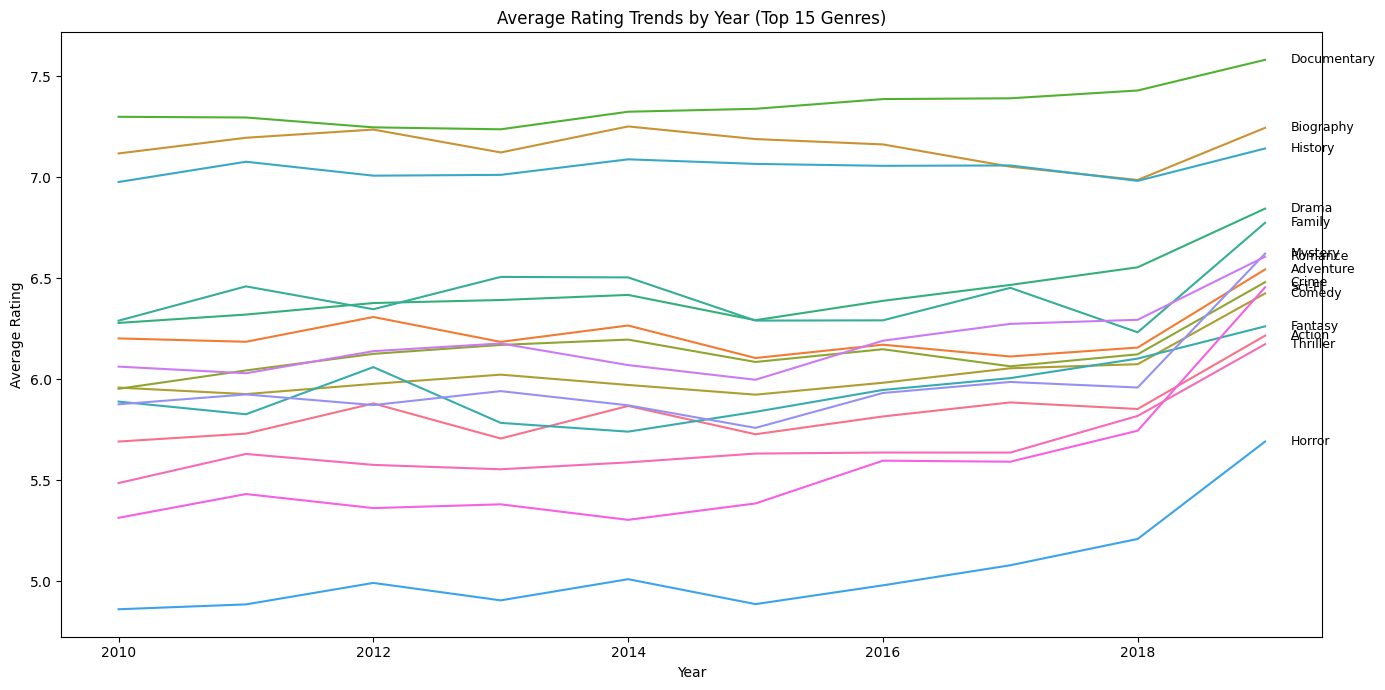 Average Rating Trends by Year (Top 15 Genres)
Average Rating
7.5
7.0
6.5
6.0
5.5
5.0
2010
2012
2014
2016
2018
Year
Documentary
Biography
History
Drama
Family
Mystery
Romance
Adventure
Crime
Sci-Fi
Comedy
Fantasy
Action
Thriller
Horror